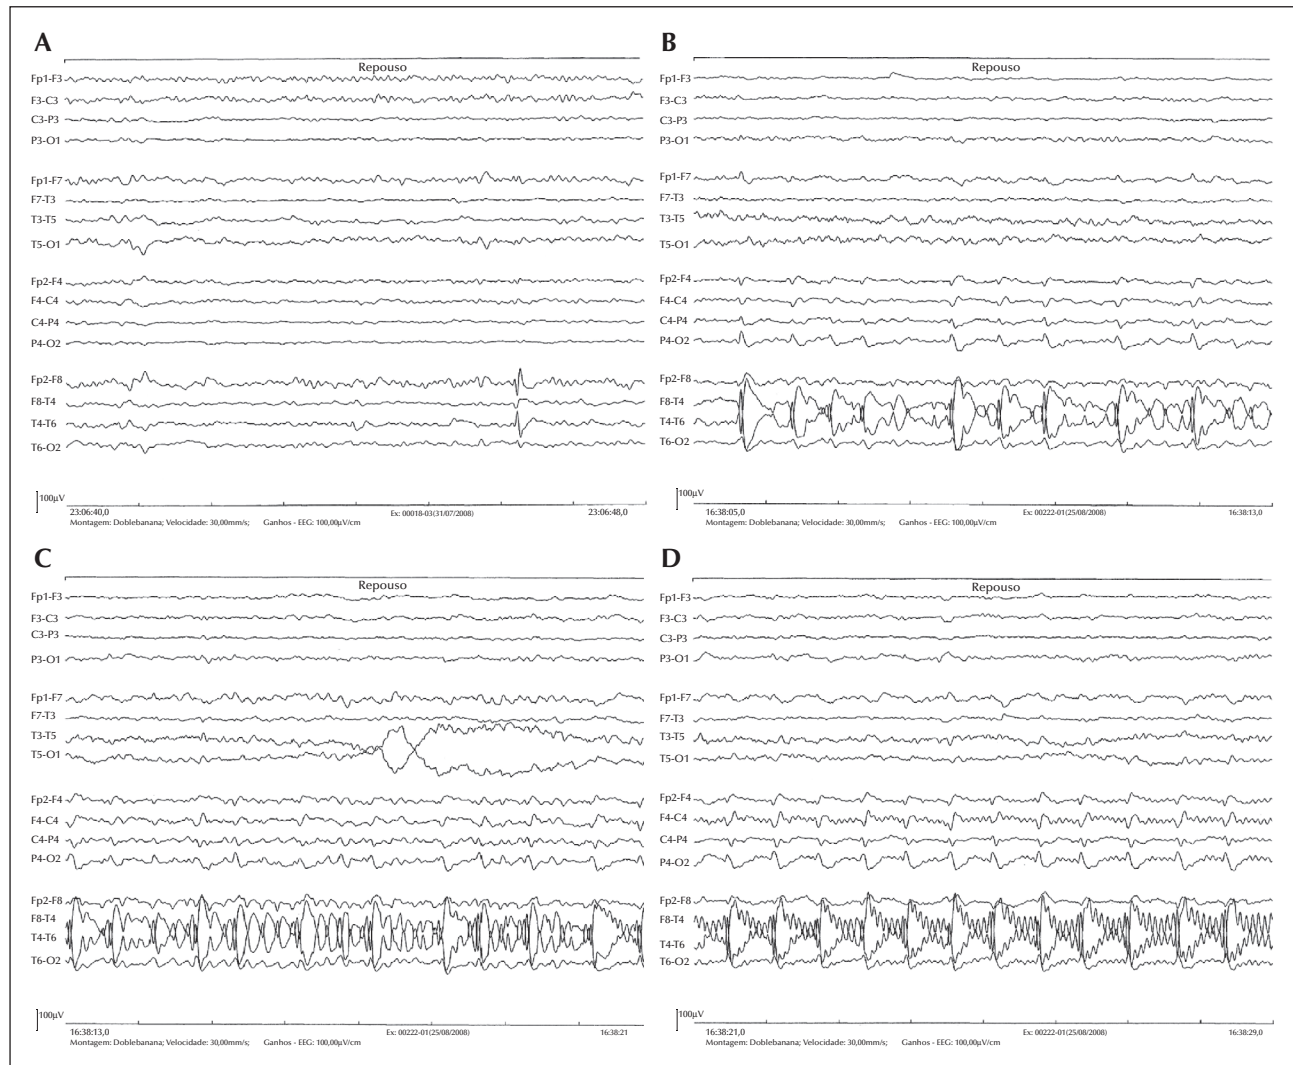 A
Repouso
Fp1-F3
F3-C3
C3-P3
P3-O1
Fp1-F7
F7-T3
T3-T5
T5-O1
Fp2-F4
F4-C4
C4-P4
P4-O2
Fp2-F8
F8-T4
T4-T6
T6-O2
100μV
23:06:40,0 Ex: 00018-03(31/07/2008) 23:06:48,0
Montagem: Doblebanana; Velocidade: 30,00mm/s; Ganhos - EEG: 100,00μV/cm
B
Repouso
Fp1-F3
F3-C3
C3-P3
P3-O1
Fp1-F7
F7-T3
T3-T5
T5-O1
Fp2-F4
F4-C4
C4-P4
P4-O2
Fp2-F8
F8-T4
T4-T6
T6-O2
100μV
16:38:05,0 Ex: 00222-01(25/08/2008) 16:38:13,0
Montagem: Doblebanana; Velocidade: 30,00mm/s; Ganhos - EEG: 100,00μV/cm
C
Repouso
Fp1-F3
F3-C3
C3-P3
P3-O1
Fp1-F7
F7-T3
T3-T5
T5-O1
Fp2-F4
F4-C4
C4-P4
P4-O2
Fp2-F8
F8-T4
T4-T6
T6-O2
100μV
16:38:13,0 Ex: 00222-01(25/08/2008) 16:38:21
Montagem: Doblebanana; Velocidade: 30,00mm/s; Ganhos - EEG: 100,00μV/cm
D
Repouso
Fp1-F3
F3-C3
C3-P3
P3-O1
Fp1-F7
F7-T3
T3-T5
T5-O1
Fp2-F4
F4-C4
C4-P4
P4-O2
Fp2-F8
F8-T4
T4-T6
T6-O2
100μV
16:38:21,0 Ex: 00222-01(25/08/2008) 16:38:29,0
Montagem: Doblebanana; Velocidade: 30,00mm/s; Ganhos - EEG: 100,00μV/cm